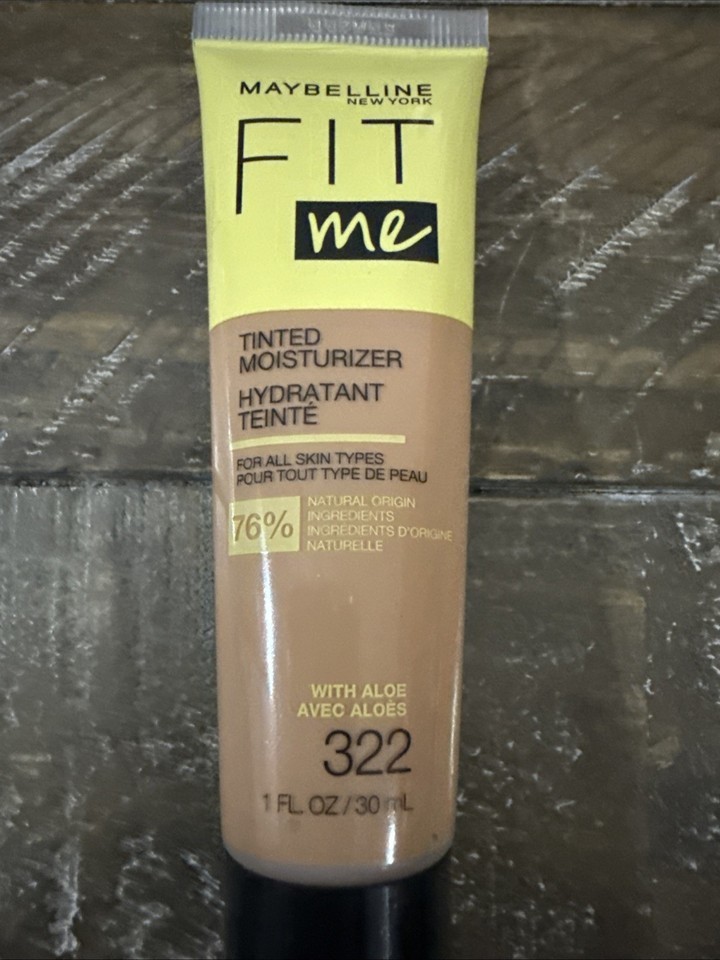 MAYBELLINE
NEW YORK
FIT
me
TINTED
MOISTURIZER
HYDRATANT
TEINTÉ
FOR ALL SKIN TYPES
POUR TOUT TYPE DE PEAU
76%
NATURAL ORIGIN
INGREDIENTS
INGREDIENTS D'ORIGINE
NATURELLE
WITH ALOE
AVEC ALOÈS
322
1 FL. OZ / 30 mL